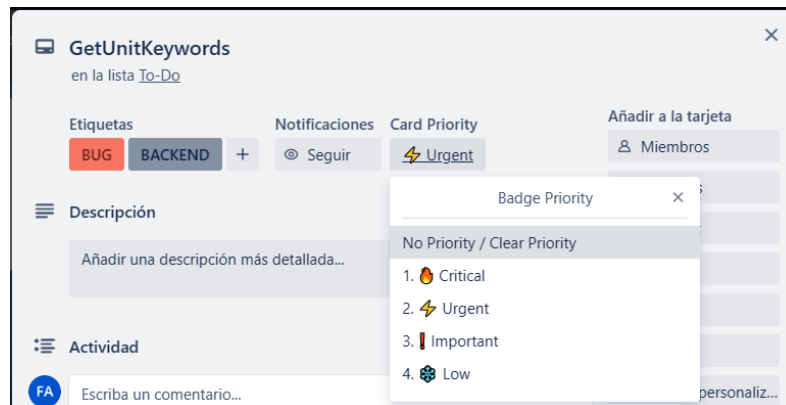 GetUnitKeywords
en la lista To-Do
Etiquetas
BUG
BACKEND
+
Notificaciones
Seguir
Card Priority
Urgent
Añadir a la tarjeta
Miembros
Badge Priority
No Priority / Clear Priority
1. 🔥 Critical
2. ⚡ Urgent
3. ❗ Important
4. ❄ Low
Descripción
Añadir una descripción más detallada...
Actividad
FA
Escriba un comentario...
personaliz...